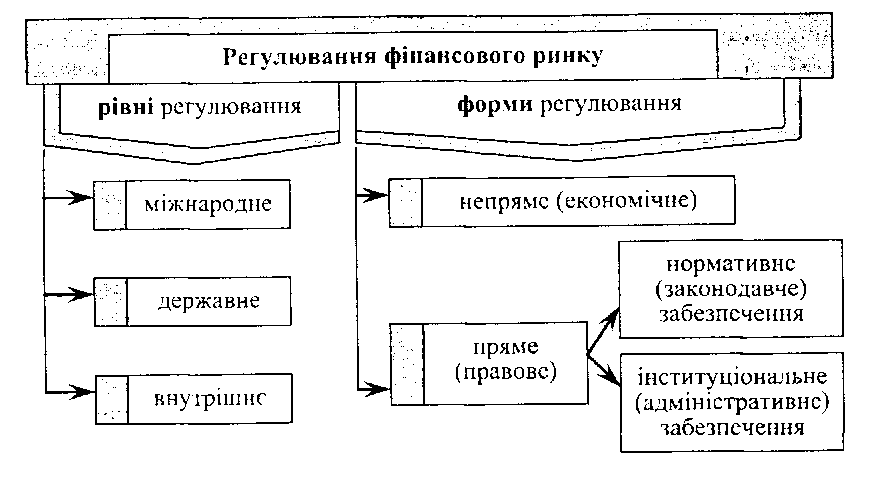 Регулювання фінансового ринку
рівні регулювання
форми регулювання
міжнародне
державне
внутрішнє
непряме (економічне)
пряме
(правове)
нормативне
(законодавче)
забезпечення
інституціональне
(адміністративне)
забезпечення